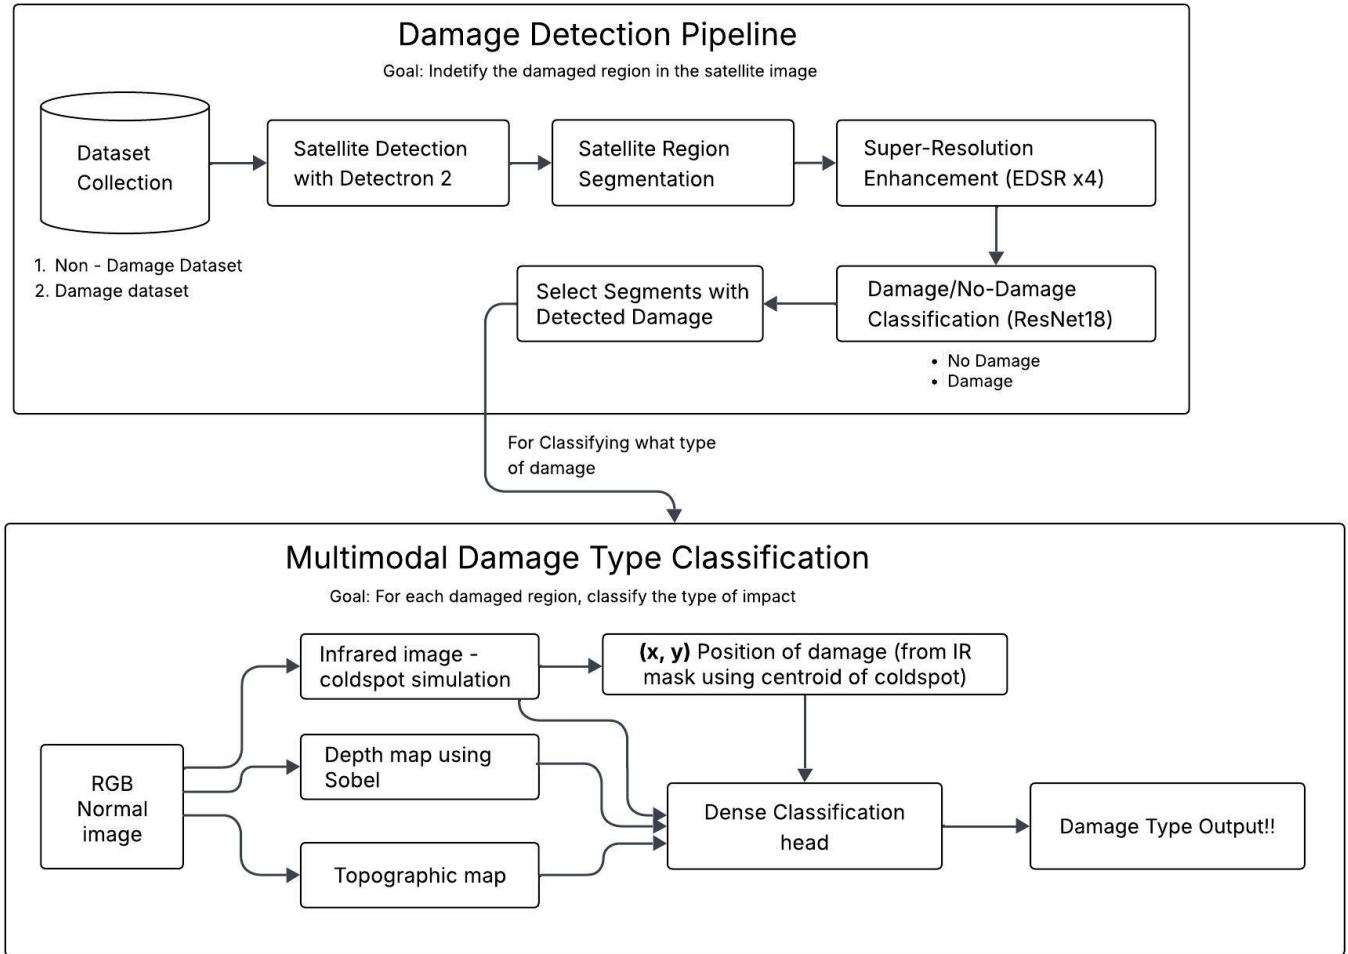 Damage Detection Pipeline
Goal: Indetify the damaged region in the satellite image
Dataset
Collection
Satellite Detection
with Detectron 2
Satellite Region
Segmentation
Super-Resolution
Enhancement (EDSR x4)
1. Non - Damage Dataset
2. Damage dataset
Select Segments with
Detected Damage
Damage/No-Damage
Classification (ResNet18)
• No Damage
• Damage
For Classifying what type
of damage
Multimodal Damage Type Classification
Goal: For each damaged region, classify the type of impact
RGB
Normal
image
Infrared image -
coldspot simulation
(x, y) Position of damage (from IR
mask using centroid of coldspot)
Depth map using
Sobel
Topographic map
Dense Classification
head
Damage Type Output!!